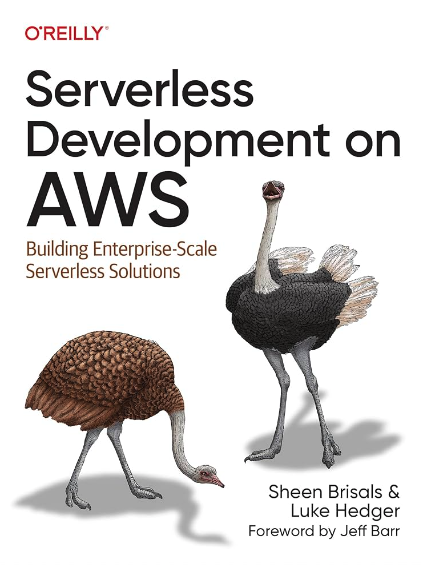 O'REILLY®
Serverless
Development on
AWS
Building Enterprise-Scale
Serverless Solutions
Sheen Brisals &
Luke Hedger
Foreword by Jeff Barr